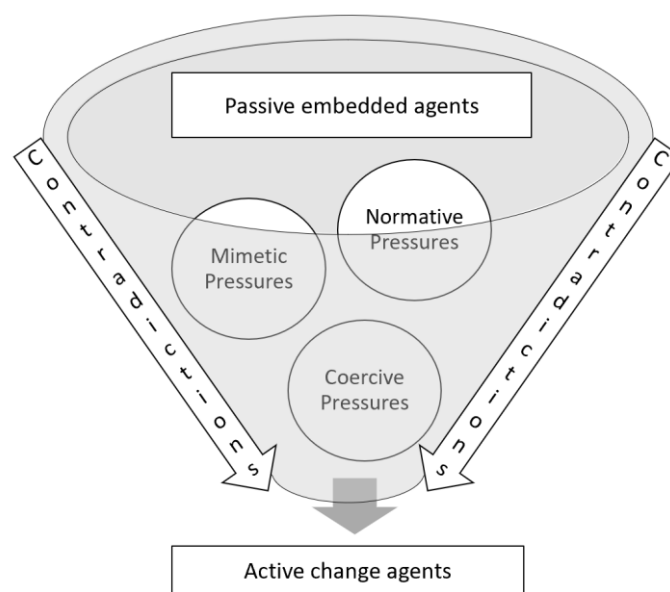 Passive embedded agents
Contradictions
Contradictions
Normative
Pressures
Mimetic
Pressures
Coercive
Pressures
Active change agents